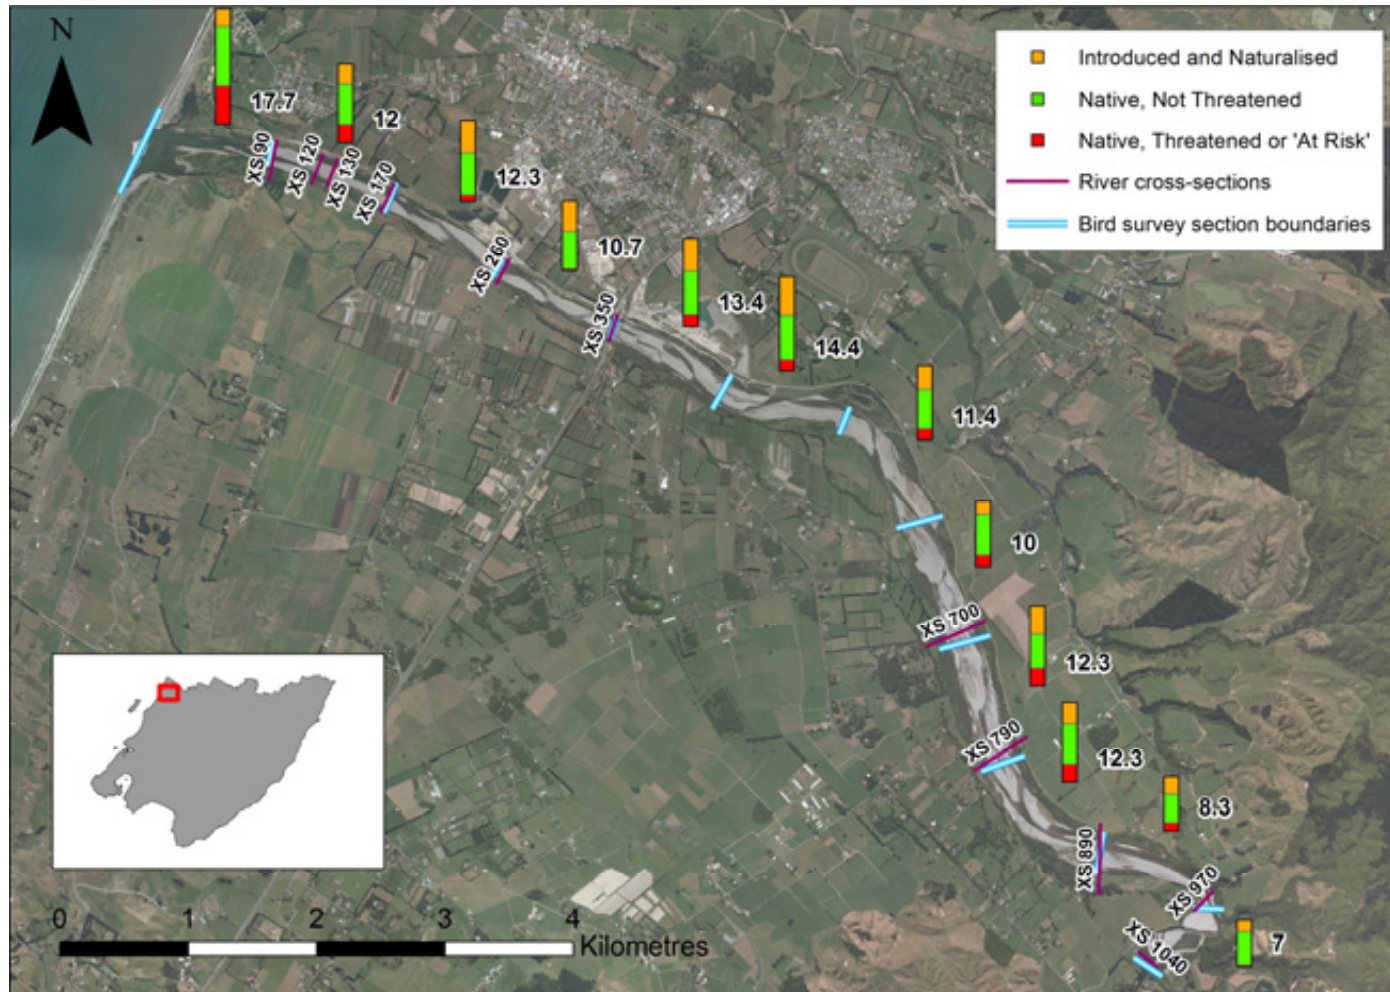 N
Introduced and Naturalised
Native, Not Threatened
Native, Threatened or 'At Risk'
River cross-sections
Bird survey section boundaries
17.7
12
12.3
10.7
13.4
14.4
11.4
10
12.3
12.3
8.3
7
XS 90
XS 120
XS 130
XS 170
XS 260
XS 350
XS 700
XS 790
XS 890
XS 970
XS 1040
0 1 2 3 4
Kilometres